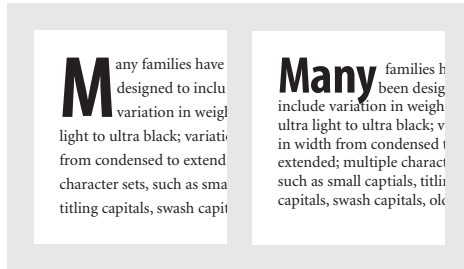 Many families have
designed to inclu
variation in weigh
light to ultra black; variatio
from condensed to extend
character sets, such as sma
titling capitals, swash capit
Many families h
been desig
include variation in weigh
ultra light to ultra black; v
in width from condensed t
extended; multiple charact
such as small captials, titlin
capitals, swash capitals, old